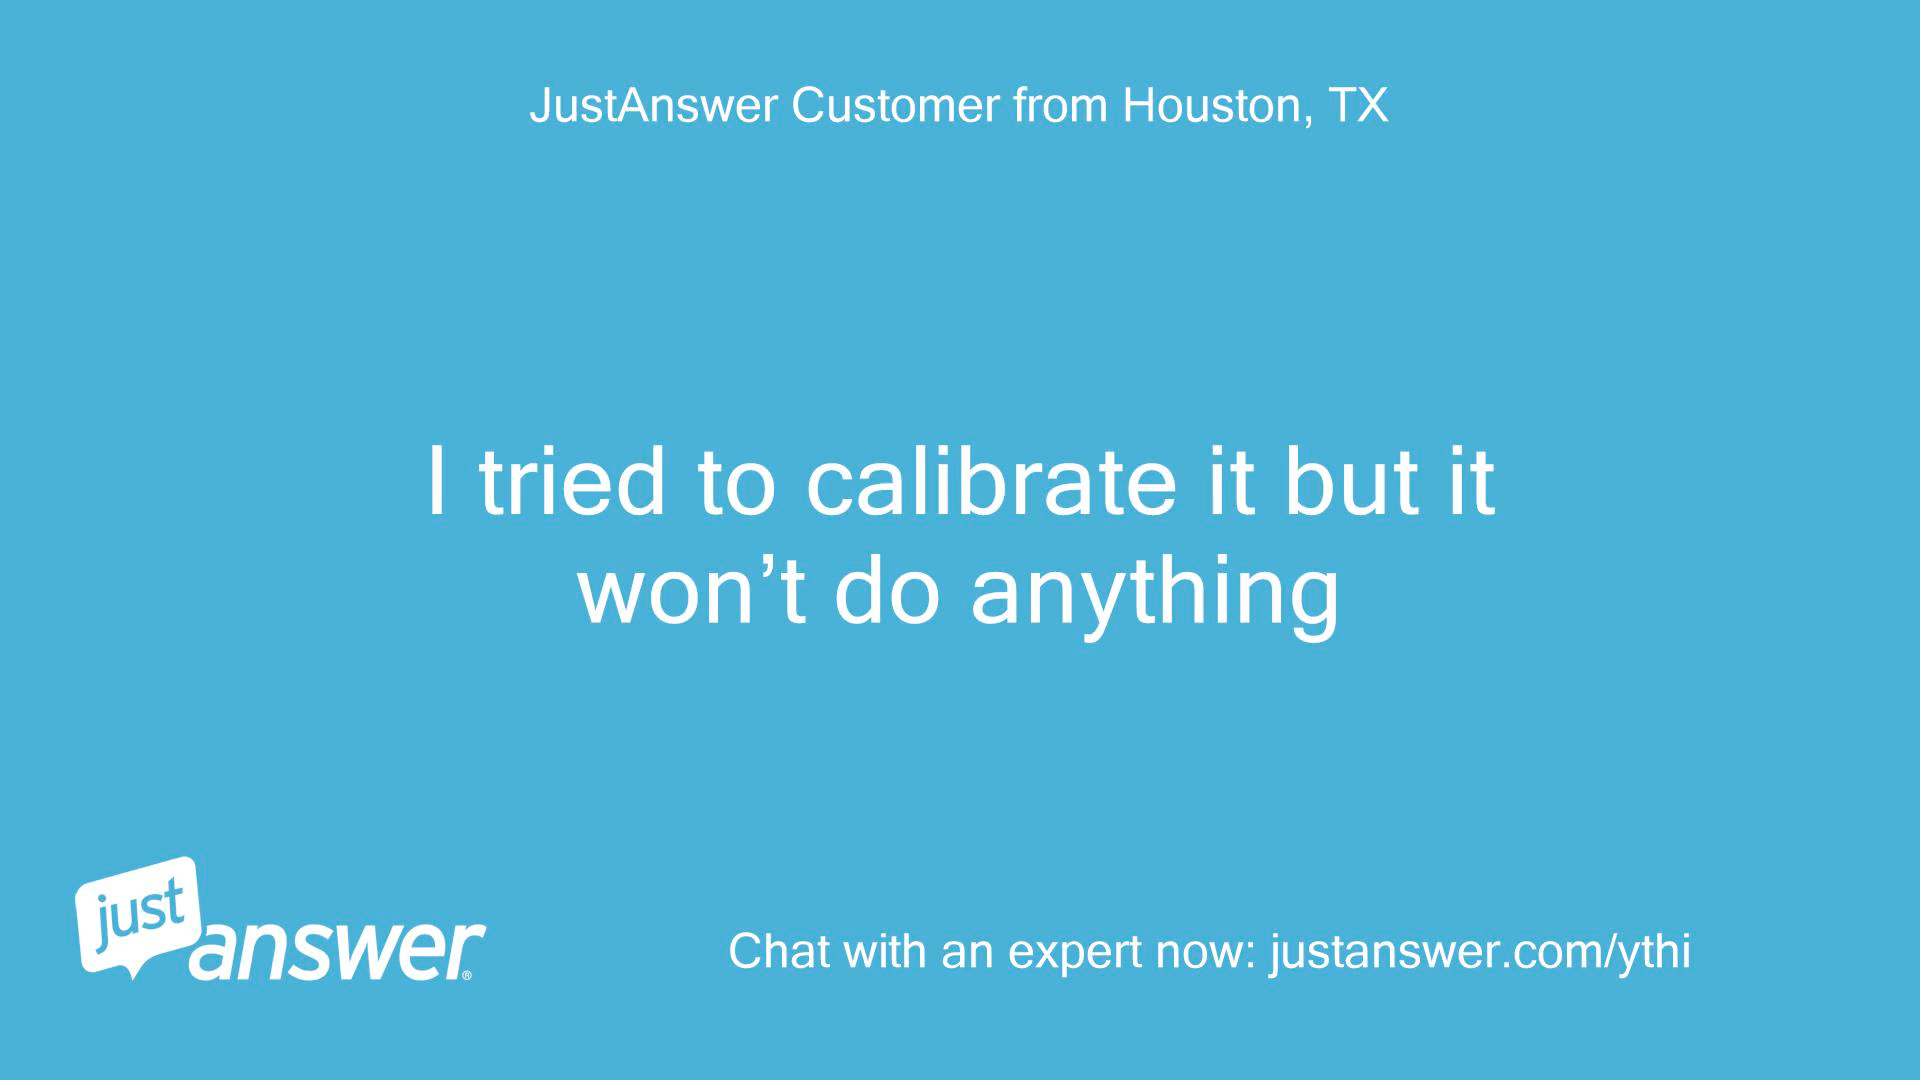 JustAnswer Customer from Houston, TX
I tried to calibrate it but it
won’t do anything
just
answer®
Chat with an expert now: justanswer.com/ythi